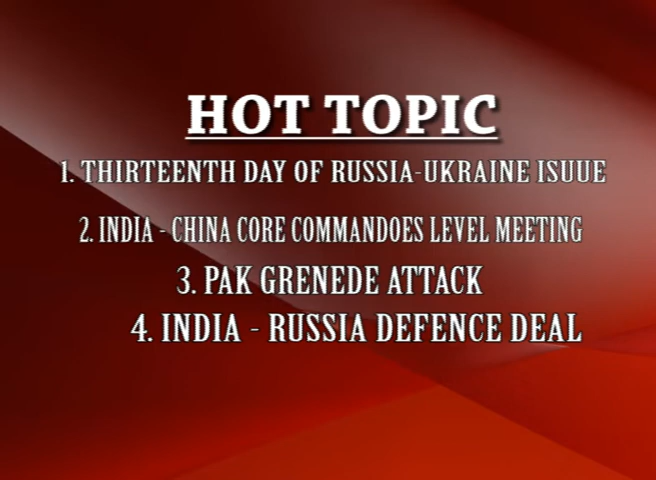 HOT TOPIC
1. THIRTEENTH DAY OF RUSSIA-UKRAINE ISUUE
2. INDIA - CHINA CORE COMMANDOES LEVEL MEETING
3. PAK GRENEDE ATTACK
4. INDIA - RUSSIA DEFENCE DEAL